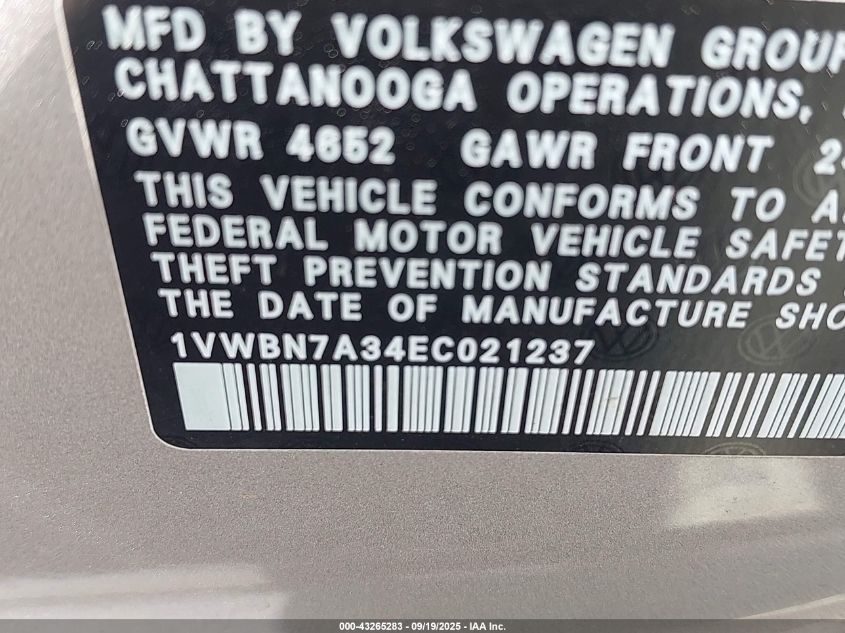 MFD BY VOLKSWAGEN GROUP
CHATTANOOGA OPERATIONS,
GVWR 4652 GAWR FRONT
THIS VEHICLE CONFORMS TO
FEDERAL MOTOR VEHICLE
THEFT PREVENTION STANDARDS
THE DATE OF MANUFACTURE
1VWBN7A34EC021237
000-43265283 - 09/19/2025 - IAA Inc.